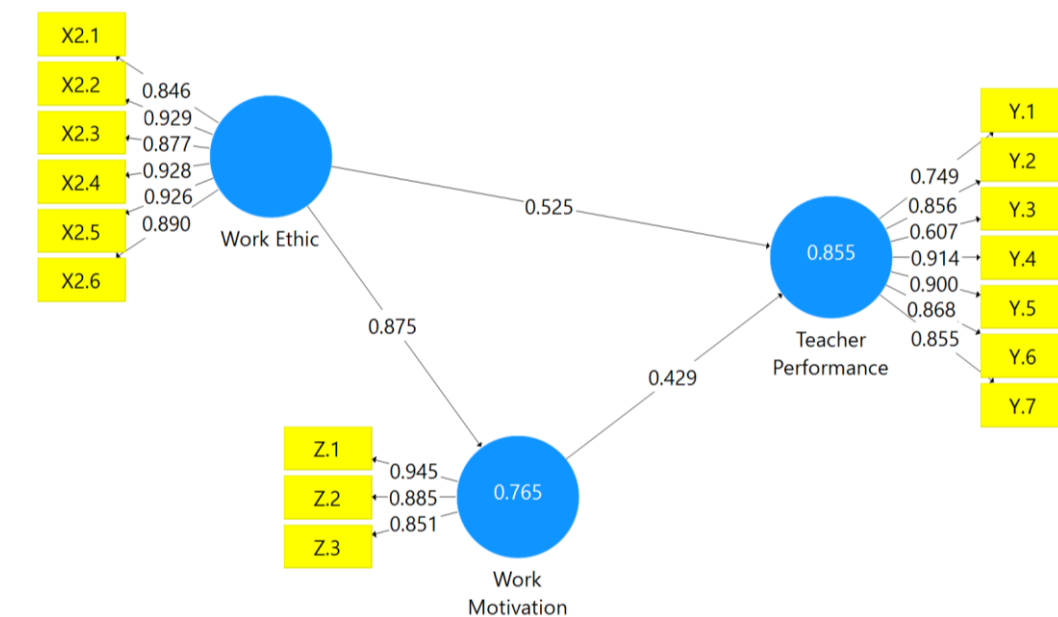 X2.1
X2.2
X2.3
X2.4
X2.5
X2.6
0.846
0.929
0.877
0.928
0.926
0.890
Work Ethic
0.525
0.875
0.429
Z.1
Z.2
Z.3
0.945
0.885
0.851
0.765
Work
Motivation
0.855
Teacher
Performance
0.749
0.856
0.607
0.914
0.900
0.868
0.855
Y.1
Y.2
Y.3
Y.4
Y.5
Y.6
Y.7